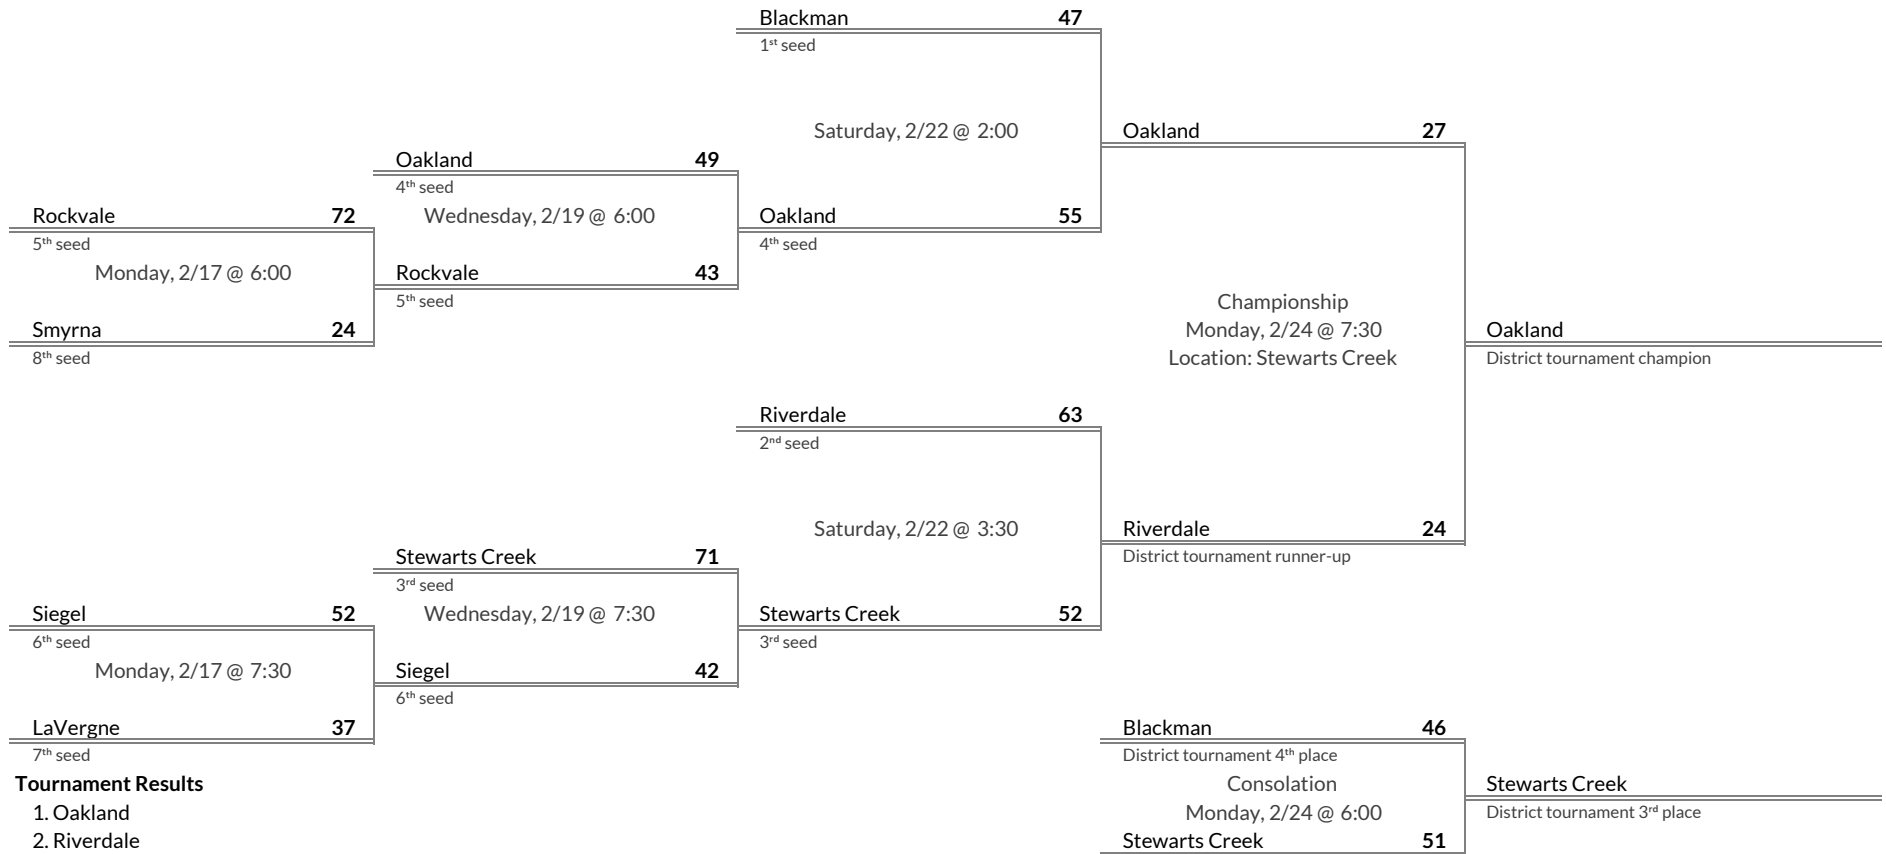 Blackman 47
1st seed
Saturday, 2/22 @ 2:00
Oakland 27
Oakland 49
4th seed
Rockvale 72
Wednesday, 2/19 @ 6:00
Oakland 55
5th seed
4th seed
Monday, 2/17 @ 6:00
Rockvale 43
5th seed
Championship
Smyrna 24
Monday, 2/24 @ 7:30
Oakland
8th seed
Location: Stewarts Creek
District tournament champion
Riverdale 63
2nd seed
Saturday, 2/22 @ 3:30
Riverdale 24
Stewarts Creek 71
District tournament runner-up
3rd seed
Siegel 52
Wednesday, 2/19 @ 7:30
Stewarts Creek 52
6th seed
3rd seed
Monday, 2/17 @ 7:30
Siegel 42
6th seed
LaVergne 37
Blackman 46
7th seed
District tournament 4th place
Tournament Results
Consolation
Stewarts Creek
1. Oakland
Monday, 2/24 @ 6:00
District tournament 3rd place
2. Riverdale
Stewarts Creek 51